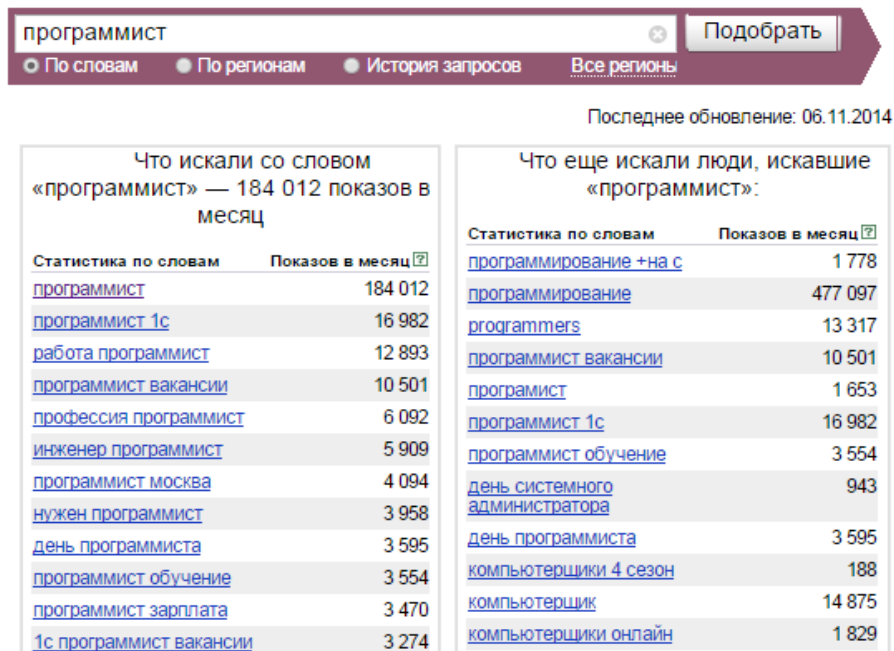 программист
Подобрать
По словам По регионам История запросов Все регионы
Последнее обновление: 06.11.2014
Что искали со словом
«программист» — 184 012 показов в
месяц
Статистика по словам Показов в месяц ?
программист 184 012
программист 1с 16 982
работа программист 12 893
программист вакансии 10 501
профессия программист 6 092
инженер программист 5 909
программист москва 4 094
нужен программист 3 958
день программиста 3 595
программист обучение 3 554
программист зарплата 3 470
1с программист вакансии 3 274
Что еще искали люди, искавшие
«программист»:
Статистика по словам Показов в месяц ?
программирование +на с 1 778
программирование 477 097
programmers 13 317
программист вакансии 10 501
програмист 1 653
программист 1с 16 982
программист обучение 3 554
день системного 943
администратора
день программиста 3 595
компьютерщики 4 сезон 188
компьютерщик 14 875
компьютерщики онлайн 1 829